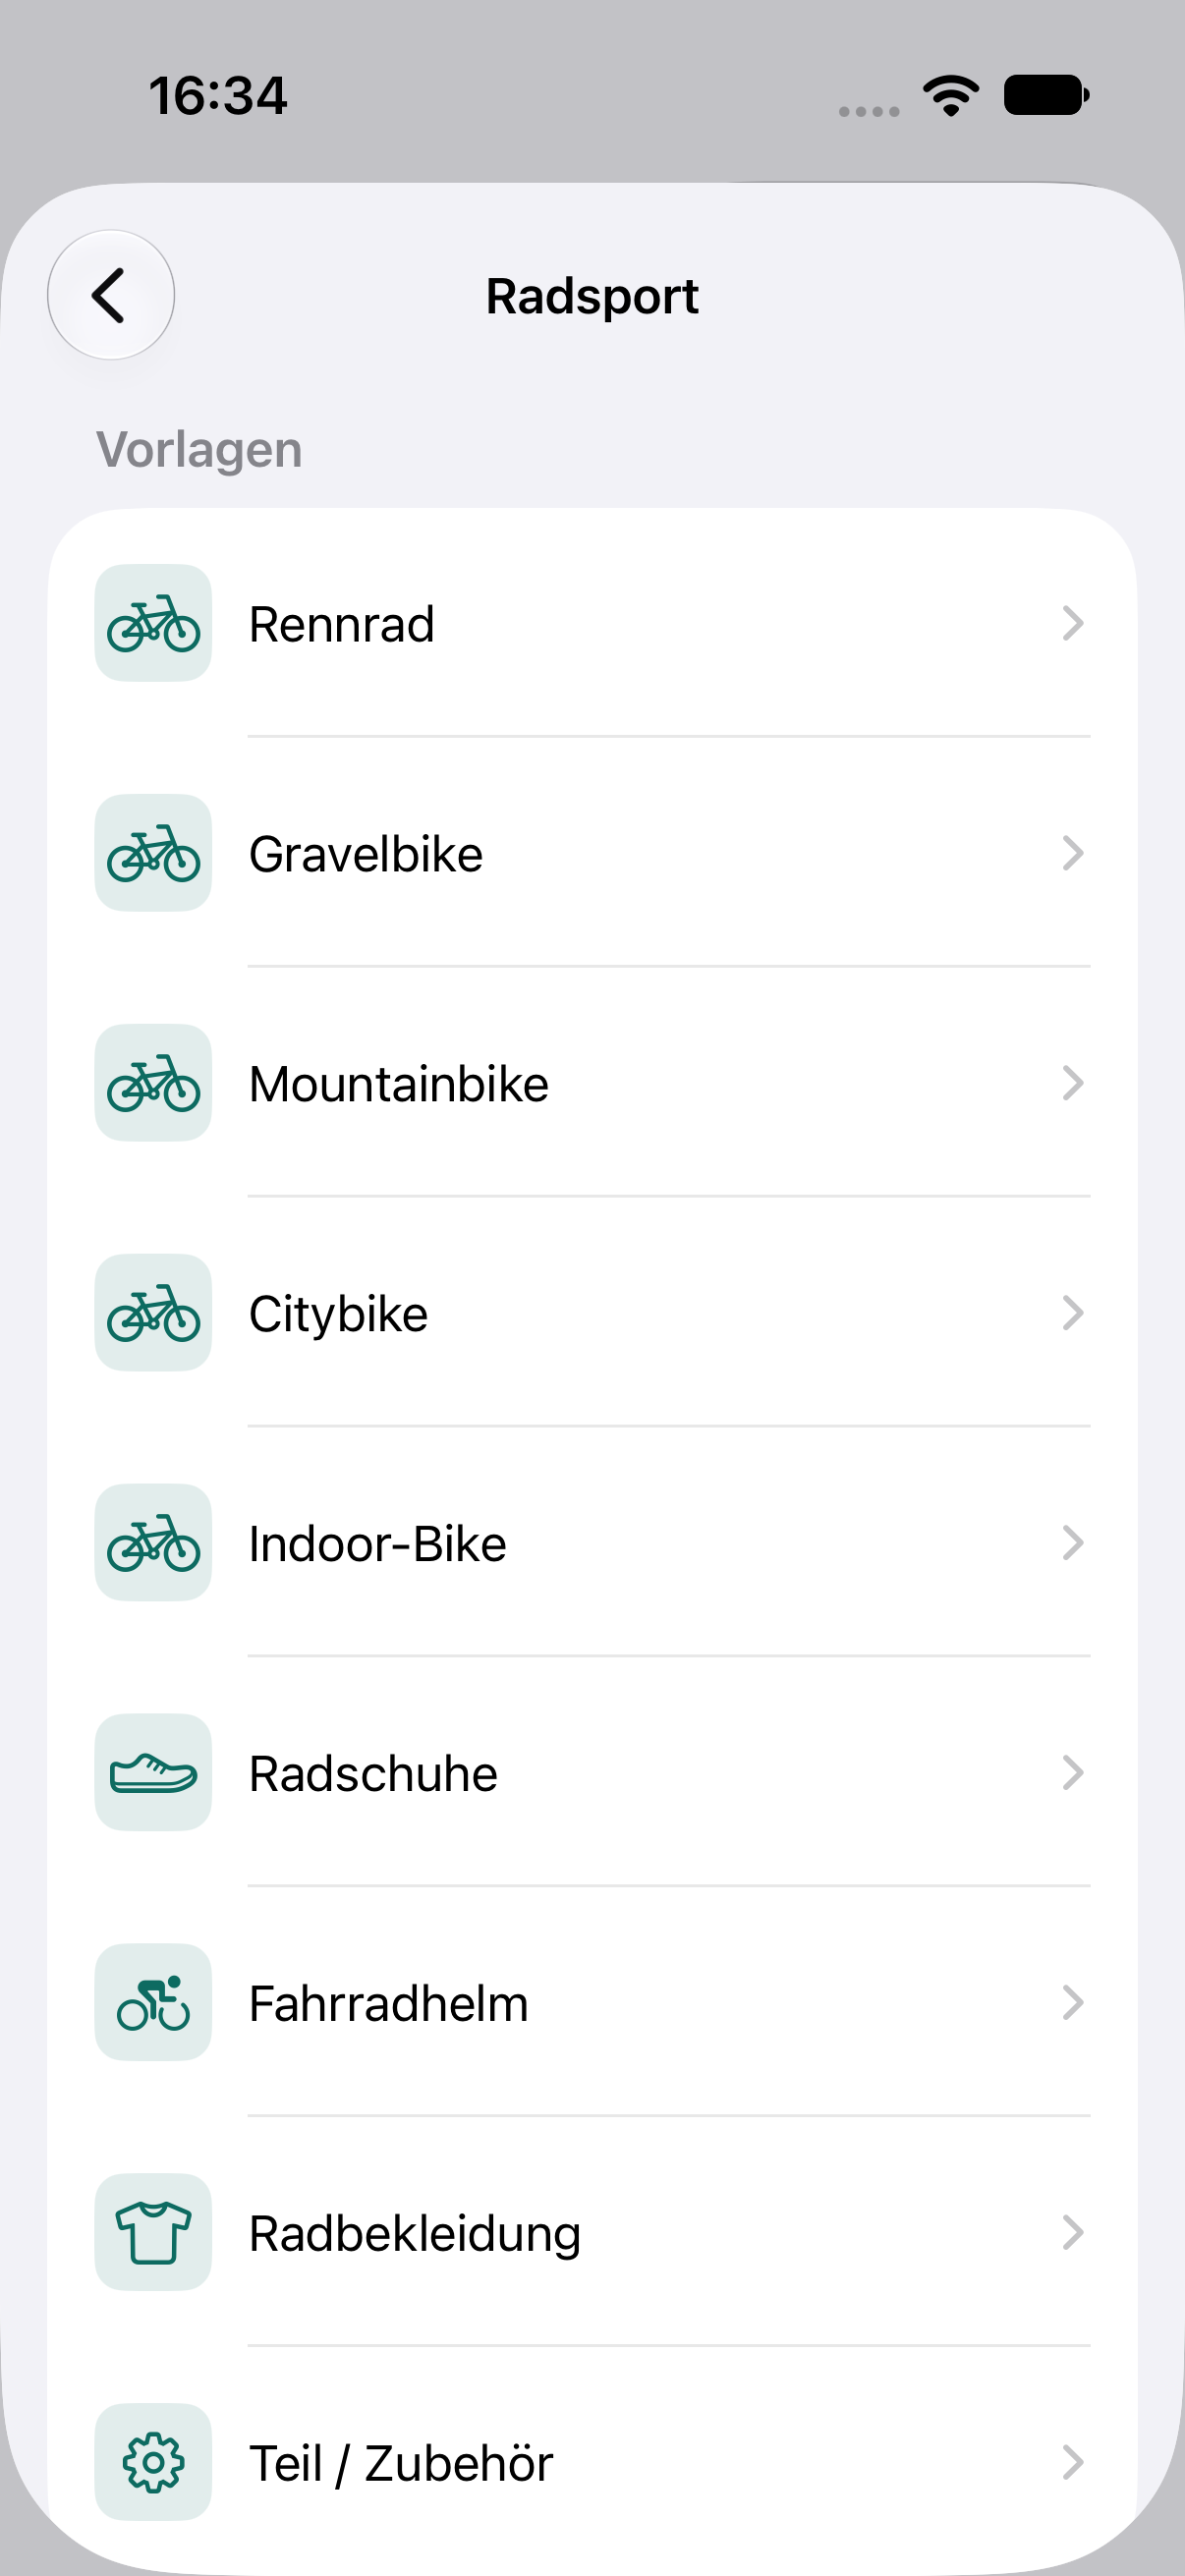 16:34
Radsport
Vorlagen
Rennrad
Gravelbike
Mountainbike
Citybike
Indoor-Bike
Radschuhe
Fahrradhelm
Radbekleidung
Teil / Zubehör